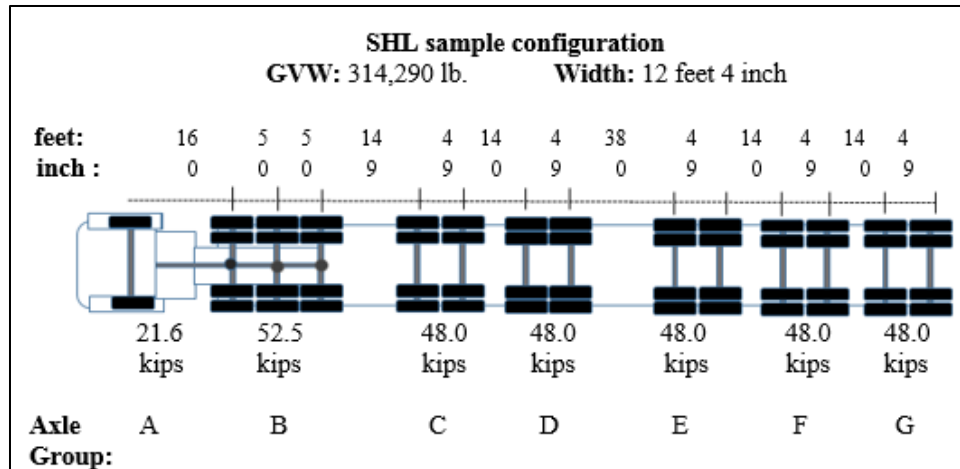 SHL sample configuration
GVW: 314,290 lb. Width: 12 feet 4 inch
feet: 16 5 5 14 4 14 4 38 4 14 4 14 4
inch : 0 0 0 9 9 0 9 0 9 0 9 0 9
21.6 52.5 48.0 48.0 48.0 48.0 48.0
kips kips kips kips kips kips kips
Axle A B C D E F G
Group: